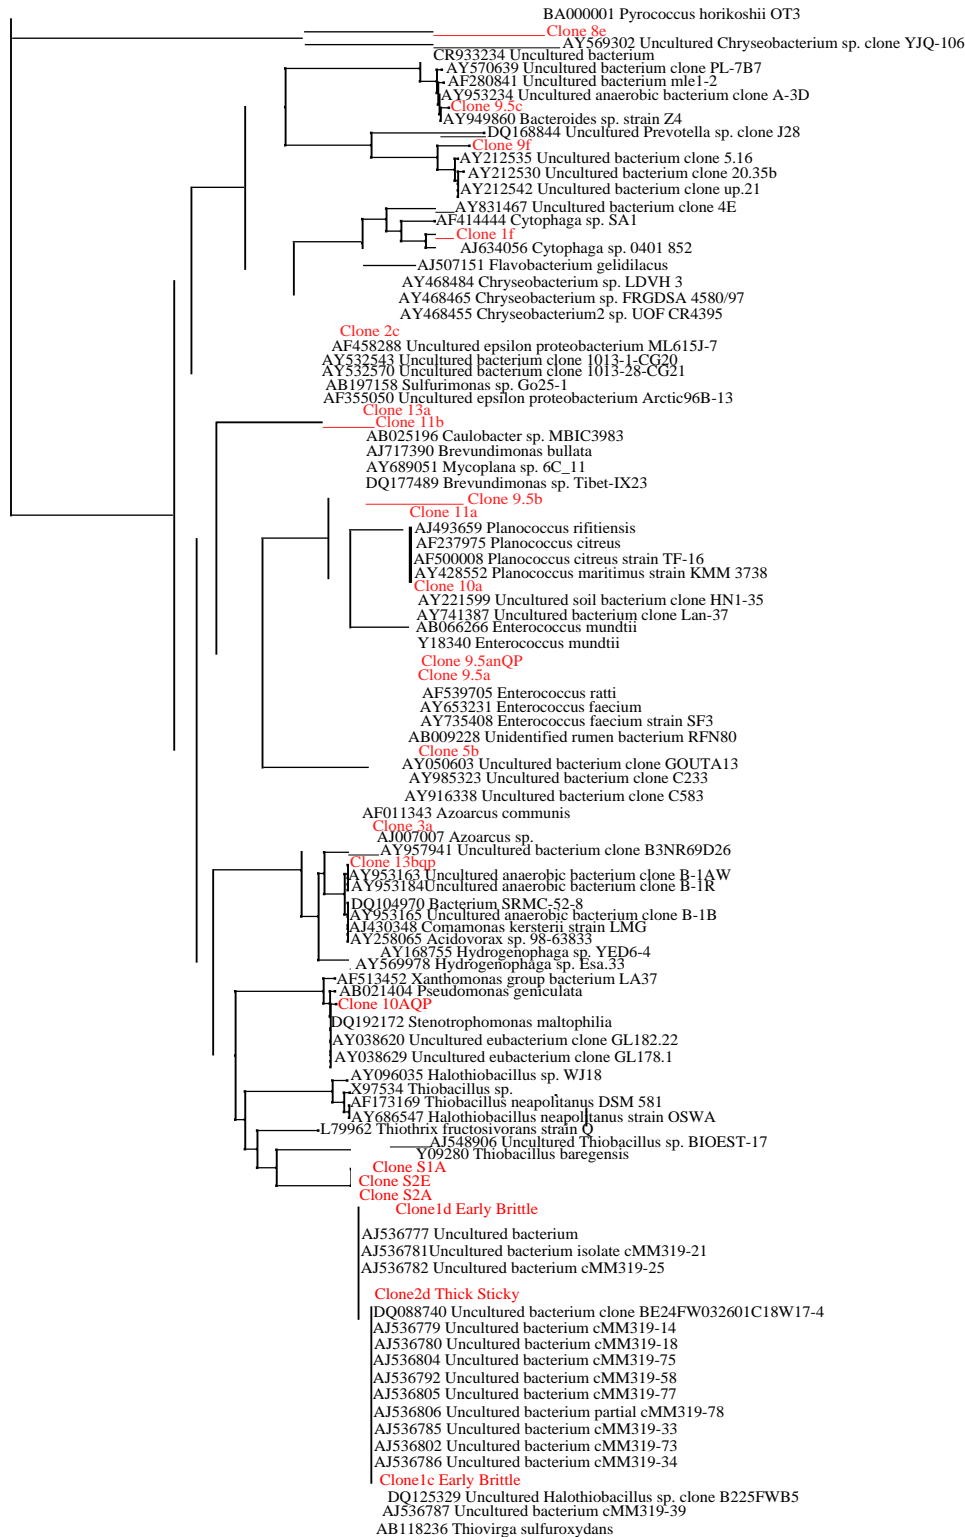 BA000001 Pyrococcus horikoshii OT3
Clone 8e
AY569302 Uncultured Chryseobacterium sp. clone YJQ-106
CR933234 Uncultured bacterium
AY570639 Uncultured bacterium clone PL-7B7
AF280841 Uncultured bacterium mle1-2
AY953234 Uncultured anaerobic bacterium clone A-3D
Clone 9.5c
AY949860 Bacteroides sp. strain Z4
DQ168844 Uncultured Prevotella sp. clone J28
Clone 9f
AY212535 Uncultured bacterium clone 5.16
AY212530 Uncultured bacterium clone 20.35b
AY212542 Uncultured bacterium clone up.21
AY831467 Uncultured bacterium clone 4E
AF414444 Cytophaga sp. SA1
Clone 1f
AJ634056 Cytophaga sp. 0401 852
AJ507151 Flavobacterium gelidilacus
AY468484 Chryseobacterium sp. LDVH 3
AY468465 Chryseobacterium sp. FRGDSA 4580/97
AY468455 Chryseobacterium2 sp. UOF CR4395
Clone 2c
AF458288 Uncultured epsilon proteobacterium ML615J-7
AY532543 Uncultured bacterium clone 1013-1-CG20
AY532570 Uncultured bacterium clone 1013-28-CG21
AB197158 Sulfurimonas sp. Go25-1
AF355050 Uncultured epsilon proteobacterium Arctic96B-13
Clone 13a
Clone 11b
AB025196 Caulobacter sp. MBIC3983
AJ717390 Brevundimonas bullata
AY689051 Mycoplana sp. 6C_11
DQ177489 Brevundimonas sp. Tibet-IX23
Clone 9.5b
Clone 11a
AJ493659 Planococcus rifitiensis
AF237975 Planococcus citreus
AF500008 Planococcus citreus strain TF-16
AY428552 Planococcus maritimus strain KMM 3738
Clone 10a
AY221599 Uncultured soil bacterium clone HN1-35
AY741387 Uncultured bacterium clone Lan-37
AB066266 Enterococcus mundtii
Y18340 Enterococcus mundtii
Clone 9.5anQP
Clone 9.5a
AF539705 Enterococcus ratti
AY653231 Enterococcus faecium
AY735408 Enterococcus faecium strain SF3
AB009228 Unidentified rumen bacterium RFN80
Clone 5b
AY050603 Uncultured bacterium clone GOUTA13
AY985323 Uncultured bacterium clone C233
AY916338 Uncultured bacterium clone C583
AF011343 Azoarcus communis
Clone 3a
AJ007007 Azoarcus sp.
AY957941 Uncultured bacterium clone B3NR69D26
Clone 13bqp
AY953163 Uncultured anaerobic bacterium clone B-1AW
AY953184Uncultured anaerobic bacterium clone B-1R
DQ104970 Bacterium SRMC-52-8
AY953165 Uncultured anaerobic bacterium clone B-1B
AJ430348 Comamonas kersterii strain LMG
AY258065 Acidovorax sp. 98-63833
AY168755 Hydrogenophaga sp. YED6-4
AY569978 Hydrogenophaga sp. Esa.33
AF513452 Xanthomonas group bacterium LA37
AB021404 Pseudomonas geniculata
Clone 10AQP
DQ192172 Stenotrophomonas maltophilia
AY038620 Uncultured eubacterium clone GL182.22
AY038629 Uncultured eubacterium clone GL178.1
AY096035 Halothiobacillus sp. WJ18
X97534 Thiobacillus sp.
AF173169 Thiobacillus neapolitanus DSM 581
AY686547 Halothiobacillus neapolitanus strain OSWA
L79962 Thiothrix fructosivorans strain Q
AJ548906 Uncultured Thiobacillus sp. BIOEST-17
Y09280 Thiobacillus baregensis
Clone S1A
Clone S2E
Clone S2A
Clone1d Early Brittle
AJ536777 Uncultured bacterium
AJ536781Uncultured bacterium isolate cMM319-21
AJ536782 Uncultured bacterium cMM319-25
Clone2d Thick Sticky
DQ088740 Uncultured bacterium clone BE24FW032601C18W17-4
AJ536779 Uncultured bacterium cMM319-14
AJ536780 Uncultured bacterium cMM319-18
AJ536804 Uncultured bacterium cMM319-75
AJ536792 Uncultured bacterium cMM319-58
AJ536805 Uncultured bacterium cMM319-77
AJ536806 Uncultured bacterium partial cMM319-78
AJ536785 Uncultured bacterium cMM319-33
AJ536802 Uncultured bacterium cMM319-73
AJ536786 Uncultured bacterium cMM319-34
Clone1c Early Brittle
DQ125329 Uncultured Halothiobacillus sp. clone B225FWB5
AJ536787 Uncultured bacterium cMM319-39
AB118236 Thiovirga sulfuroxydans